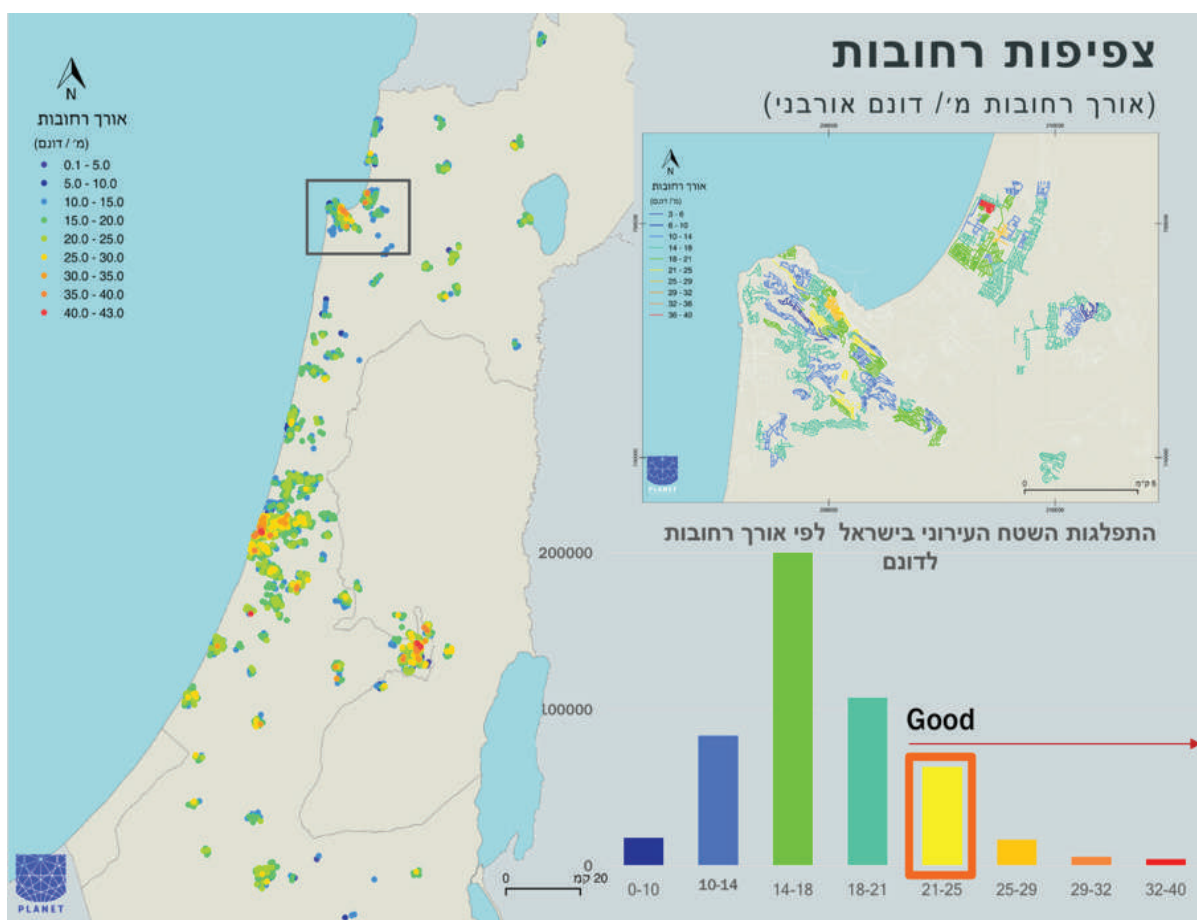 צפיפות רחובות
(אורך רחובות מ׳/ דונם אורבני)
N
אורך רחובות
(מ׳ / דונם)
0.1 - 5.0
5.0 - 10.0
10.0 - 15.0
15.0 - 20.0
20.0 - 25.0
25.0 - 30.0
30.0 - 35.0
35.0 - 40.0
40.0 - 43.0
N
אורך רחובות
(מ׳/ דונם)
3 - 6
6 - 10
10 - 14
14 - 18
18 - 21
21 - 25
25 - 29
29 - 32
32 - 36
36 - 40
PLANET
0
5 ק״מ
התפלגות השטח העירוני בישראל לפי אורך רחובות
לדונם
200000
100000
0
Good
0-10
10-14
14-18
18-21
21-25
25-29
29-32
32-40
0
20 קמ
PLANET